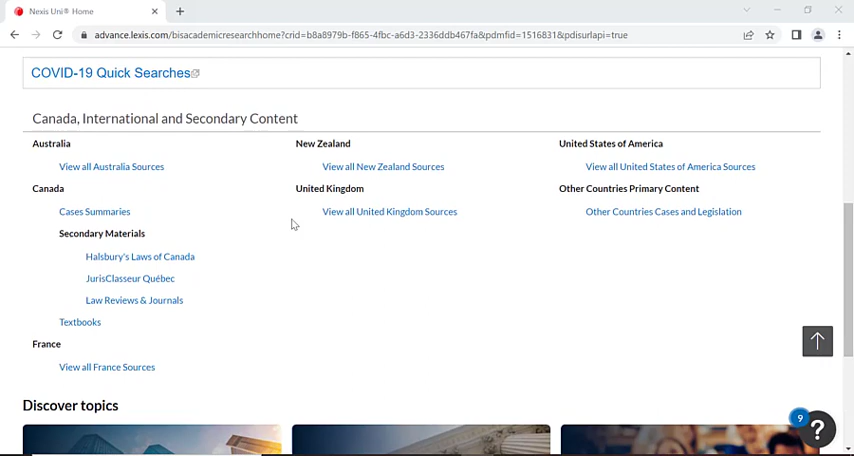 Nexis Uni® Home
advance.lexis.com/bisacademicresearchhome?crid=b8a8979b-f865-4fbc-a6d3-2336ddb467fa&pdmfid=1516831&pdisurlapi=true
COVID-19 Quick Searches
Canada, International and Secondary Content
Australia
View all Australia Sources
Canada
Cases Summaries
Secondary Materials
Halsbury's Laws of Canada
JurisClasseur Québec
Law Reviews & Journals
Textbooks
France
View all France Sources
New Zealand
View all New Zealand Sources
United Kingdom
View all United Kingdom Sources
United States of America
View all United States of America Sources
Other Countries Primary Content
Other Countries Cases and Legislation
Discover topics
9
?